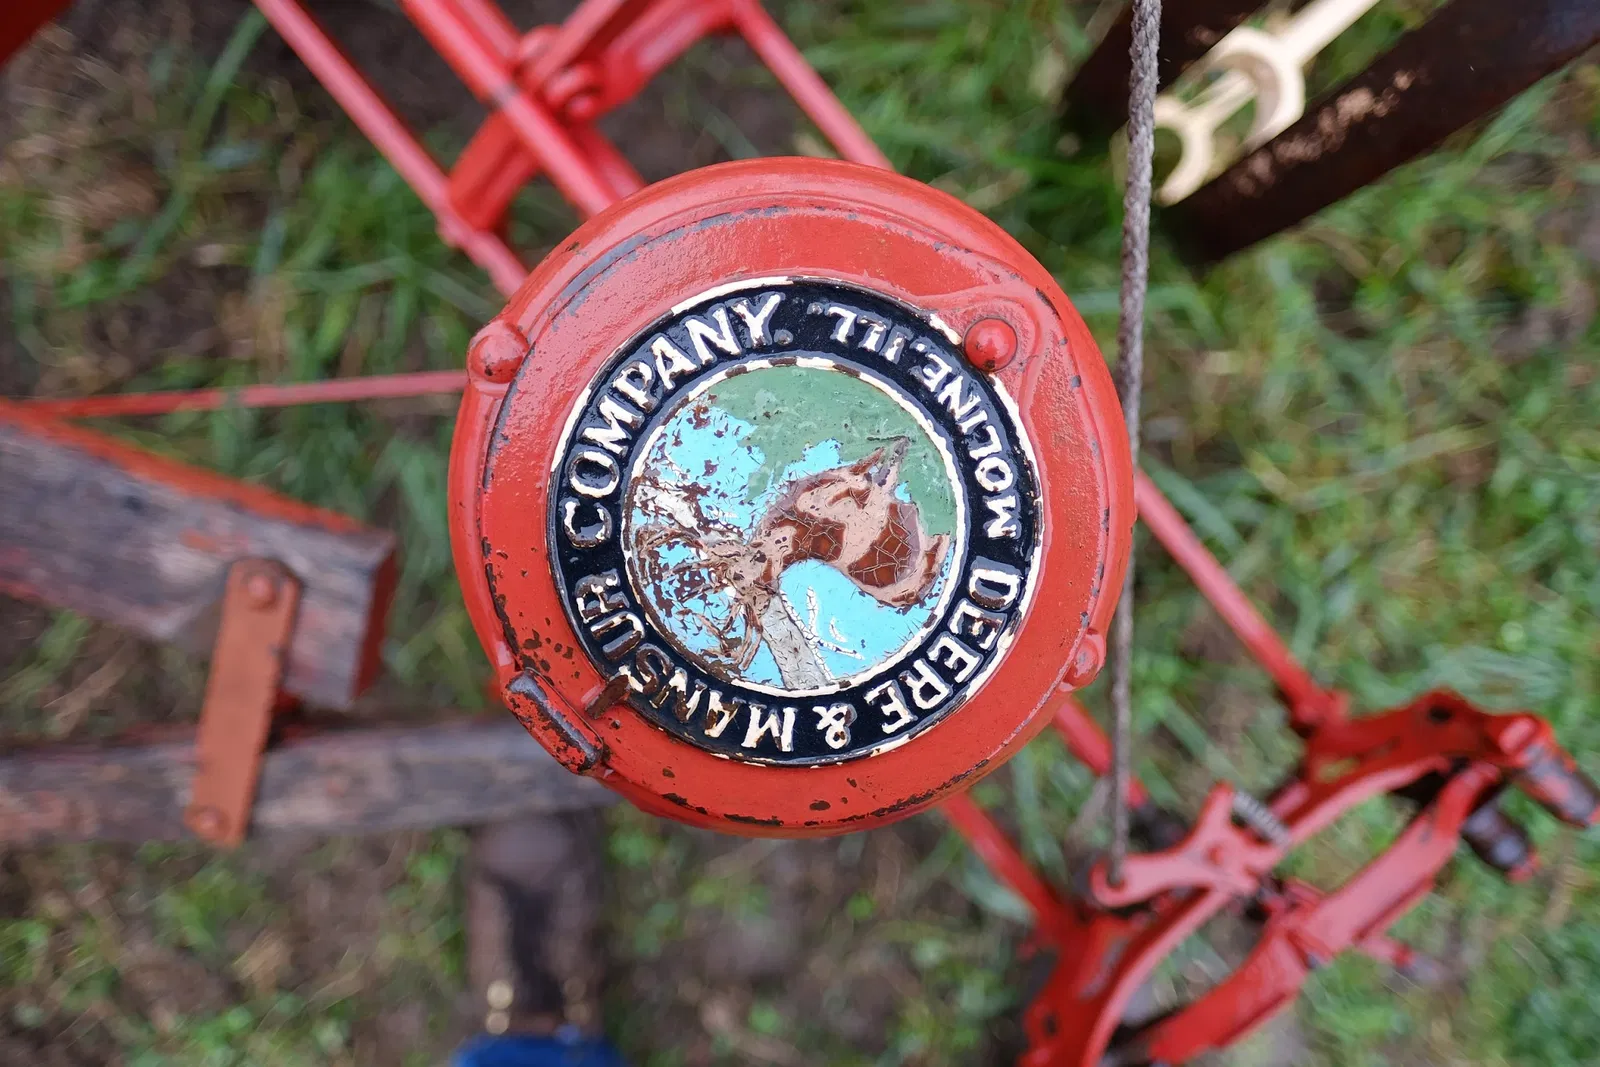 DEERE & MANSUR COMPANY.
MOLINE, ILL.